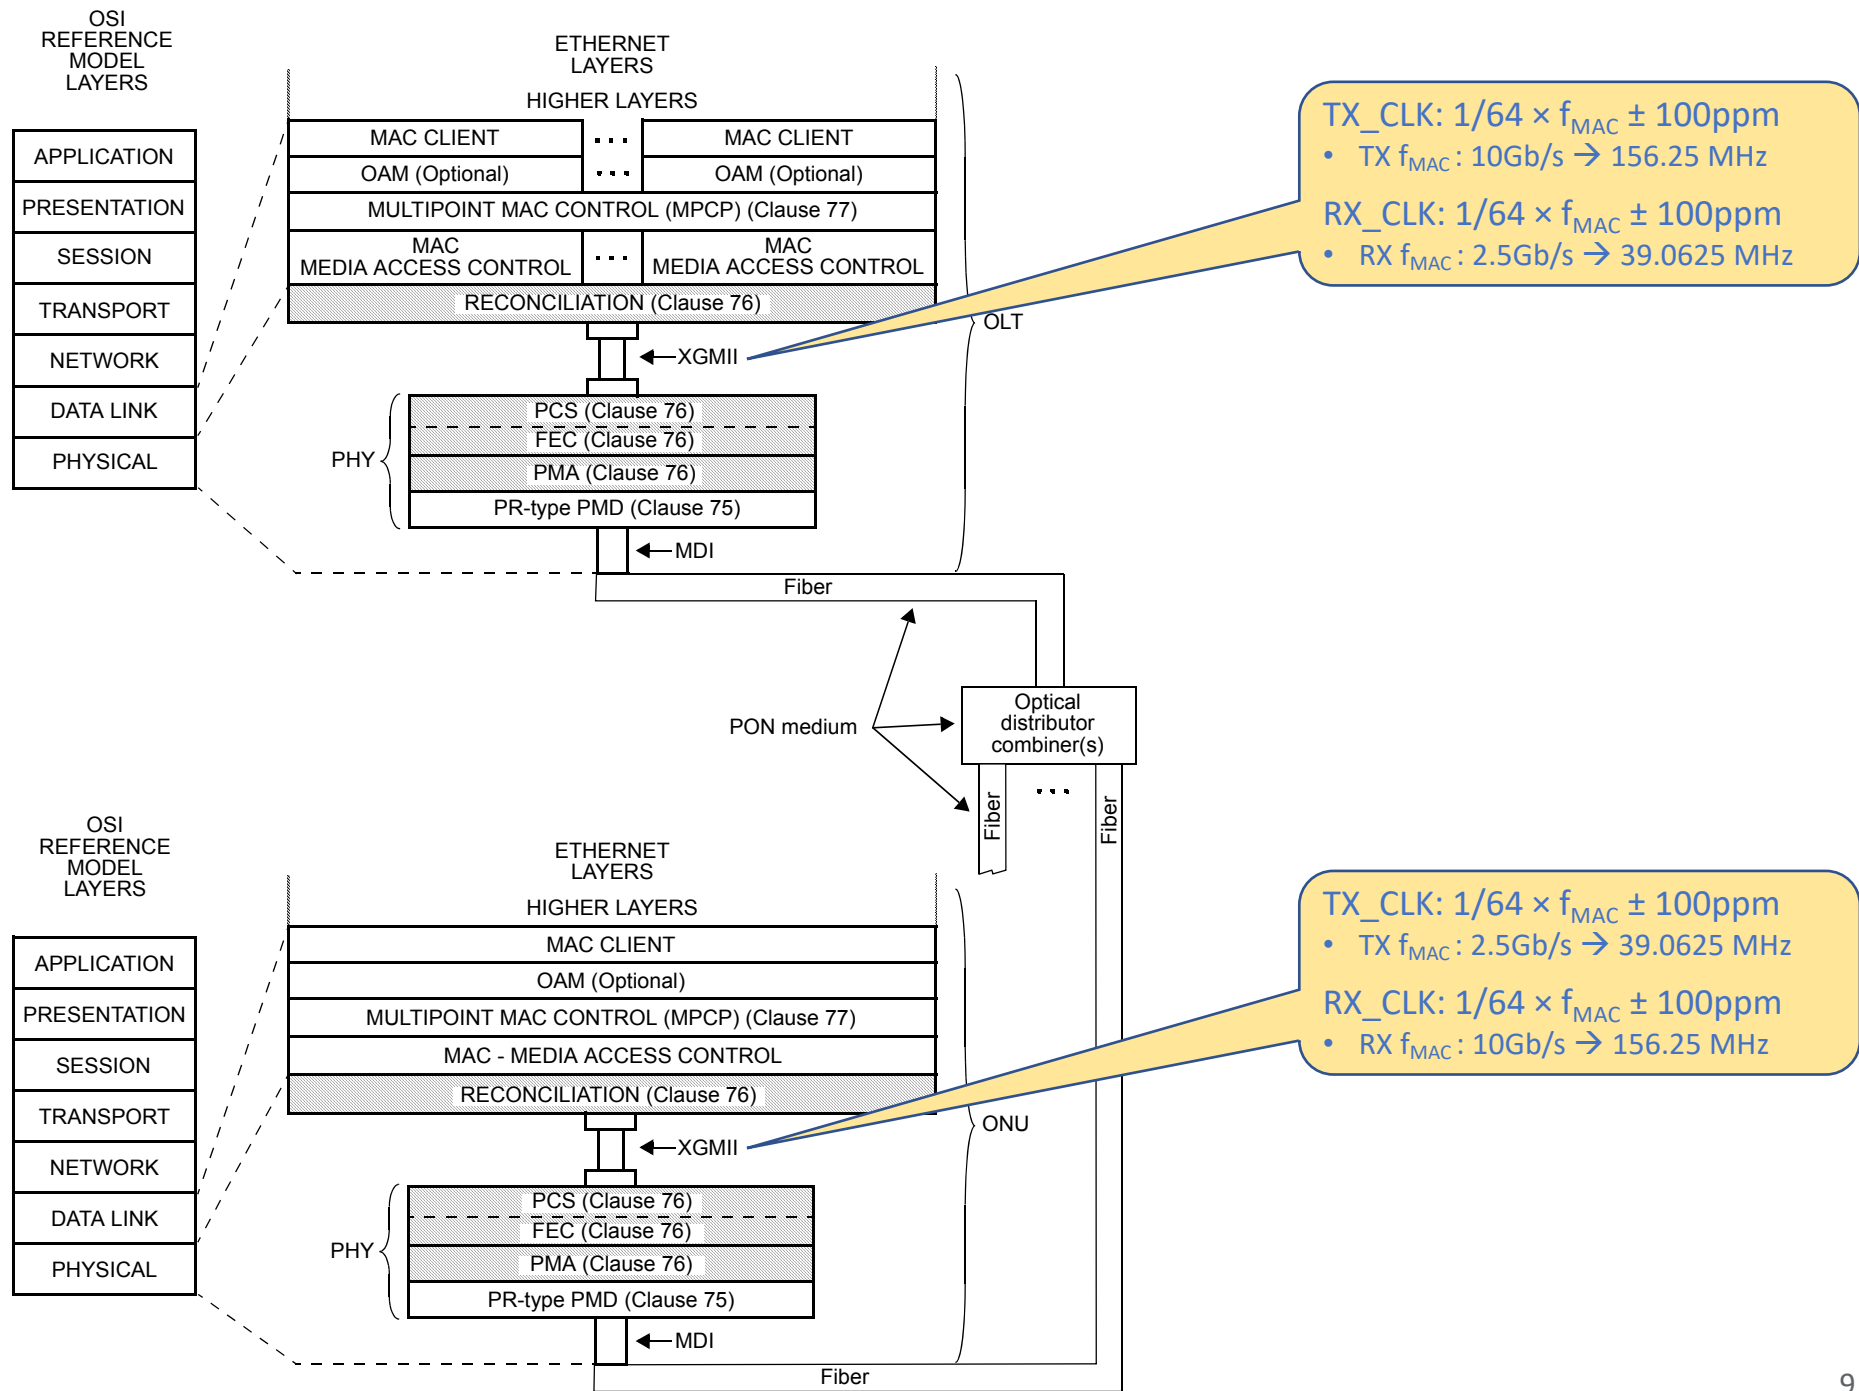 OSI
REFERENCE
MODEL
LAYERS
APPLICATION
PRESENTATION
SESSION
TRANSPORT
NETWORK
DATA LINK
PHYSICAL
ETHERNET
LAYERS
HIGHER LAYERS
MAC CLIENT ... MAC CLIENT
OAM (Optional) ... OAM (Optional)
MULTIPOINT MAC CONTROL (MPCP) (Clause 77)
MAC
MEDIA ACCESS CONTROL
...
MAC
MEDIA ACCESS CONTROL
RECONCILIATION (Clause 76)
XGMII
OLT
PHY
PCS (Clause 76)
FEC (Clause 76)
PMA (Clause 76)
PR-type PMD (Clause 75)
MDI
Fiber
TX_CLK: 1/64 × fMAC ± 100ppm
• TX fMAC : 10Gb/s → 156.25 MHz
RX_CLK: 1/64 × fMAC ± 100ppm
• RX fMAC : 2.5Gb/s → 39.0625 MHz
PON medium
Optical
distributor
combiner(s)
Fiber
...
Fiber
OSI
REFERENCE
MODEL
LAYERS
APPLICATION
PRESENTATION
SESSION
TRANSPORT
NETWORK
DATA LINK
PHYSICAL
ETHERNET
LAYERS
HIGHER LAYERS
MAC CLIENT
OAM (Optional)
MULTIPOINT MAC CONTROL (MPCP) (Clause 77)
MAC - MEDIA ACCESS CONTROL
RECONCILIATION (Clause 76)
XGMII
ONU
PHY
PCS (Clause 76)
FEC (Clause 76)
PMA (Clause 76)
PR-type PMD (Clause 75)
MDI
Fiber
TX_CLK: 1/64 × fMAC ± 100ppm
• TX fMAC : 2.5Gb/s → 39.0625 MHz
RX_CLK: 1/64 × fMAC ± 100ppm
• RX fMAC : 10Gb/s → 156.25 MHz
9